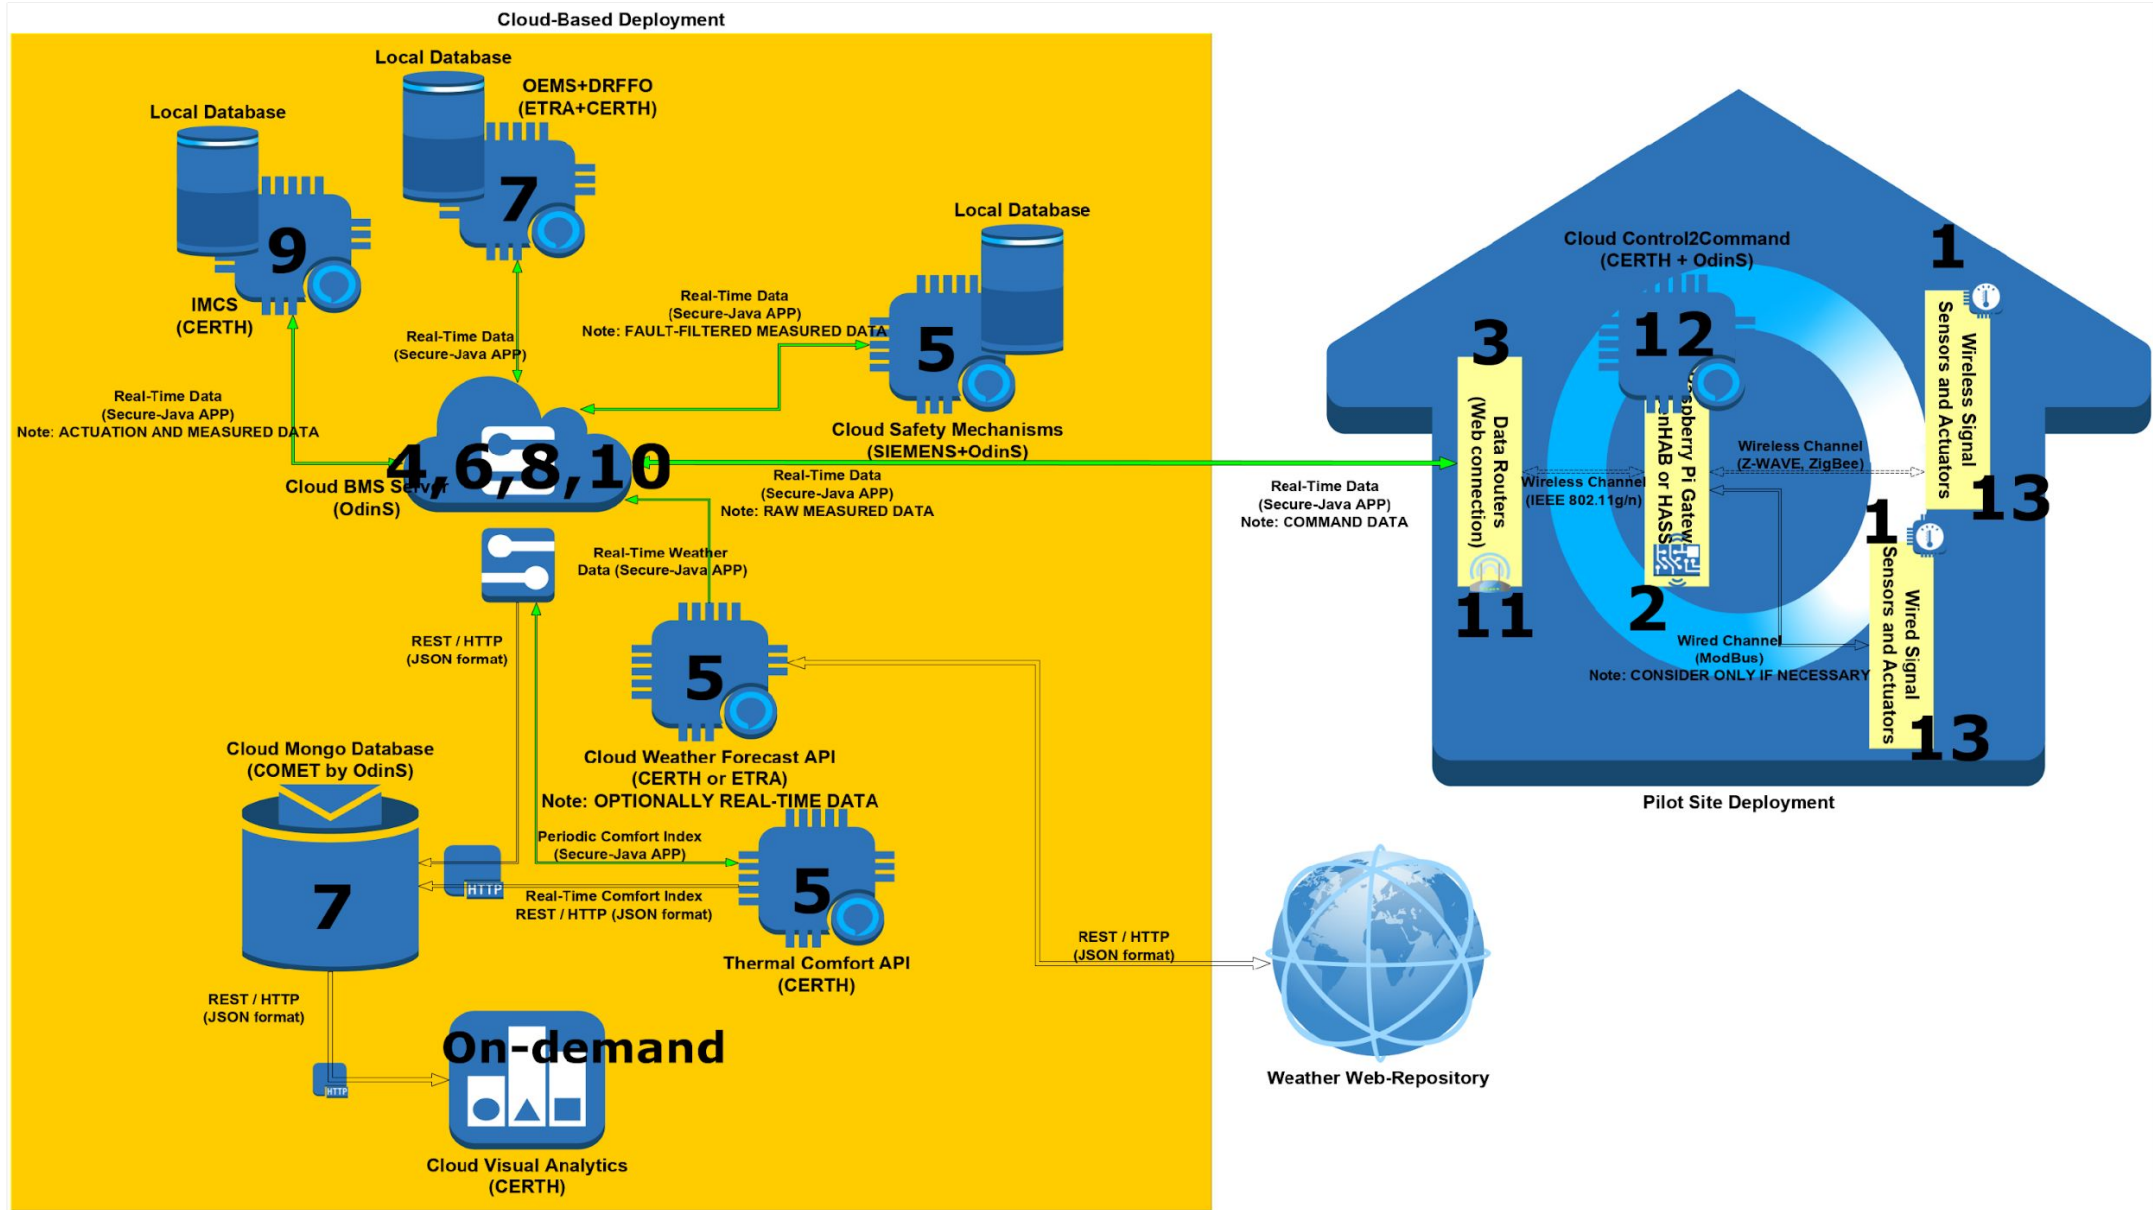 Cloud-Based Deployment
Local Database
OEMS+DRFFO
(ETRA+CERTH)
7
Local Database
9
IMCS
(CERTH)
Local Database
5
Cloud Safety Mechanisms
(SIEMENS+OdinS)
Real-Time Data
(Secure-Java APP)
Note: FAULT-FILTERED MEASURED DATA
Real-Time Data
(Secure-Java APP)
Real-Time Data
(Secure-Java APP)
Note: ACTUATION AND MEASURED DATA
4,6,8,10
Cloud BMS Server
(OdinS)
Real-Time Data
(Secure-Java APP)
Note: RAW MEASURED DATA
Real-Time Data
(Secure-Java APP)
Note: COMMAND DATA
Real-Time Weather
Data (Secure-Java APP)
REST / HTTP
(JSON format)
5
Cloud Weather Forecast API
(CERTH or ETRA)
Note: OPTIONALLY REAL-TIME DATA
Cloud Mongo Database
(COMET by OdinS)
7
HTTP
Periodic Comfort Index
(Secure-Java APP)
Real-Time Comfort Index
REST / HTTP (JSON format)
5
Thermal Comfort API
(CERTH)
REST / HTTP
(JSON format)
REST / HTTP
(JSON format)
HTTP
On-demand
Cloud Visual Analytics
(CERTH)
Weather Web-Repository
Cloud Control2Command
(CERTH + OdinS)
12
3
Data Routers
(Web connection)
11
Wireless Channel
(IEEE 802.11g/n)
Pi
or HASS
2
Wireless Channel
(Z-WAVE, ZigBee)
1
Wireless Signal
Sensors and Actuators
13
1
Wired Signal
Sensors and Actuators
13
Wired Channel
(ModBus)
Note: CONSIDER ONLY IF NECESSARY
Pilot Site Deployment